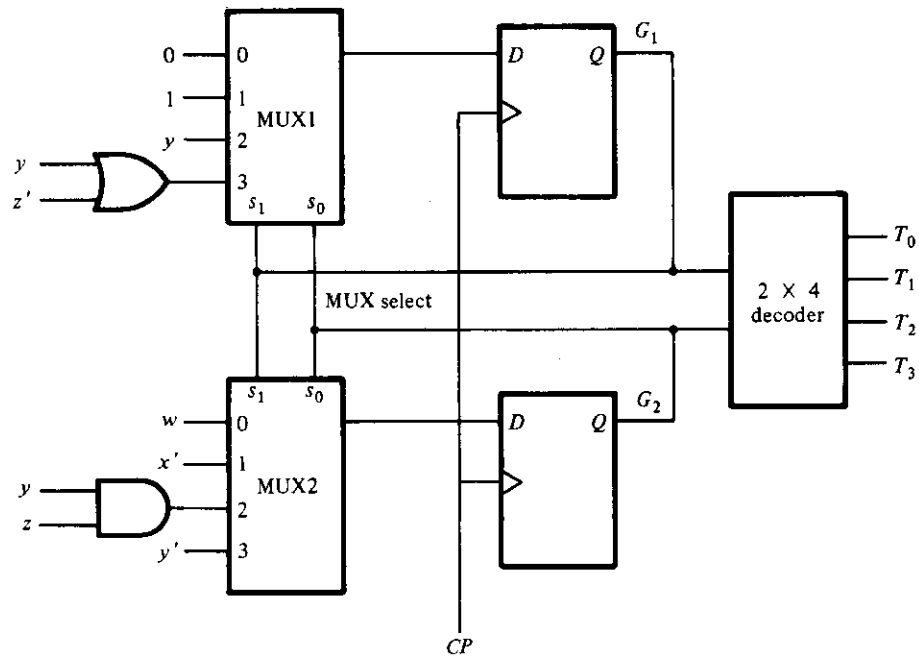 G₁
0 0 D Q
1 1
MUX1
y 2
y
3
z'
s₁ s₀
T₀
2 × 4
decoder
T₁
MUX select
T₂
T₃
s₁ s₀
G₂
w 0 D Q
x' 1
MUX2
y
2
z
y' 3
CP